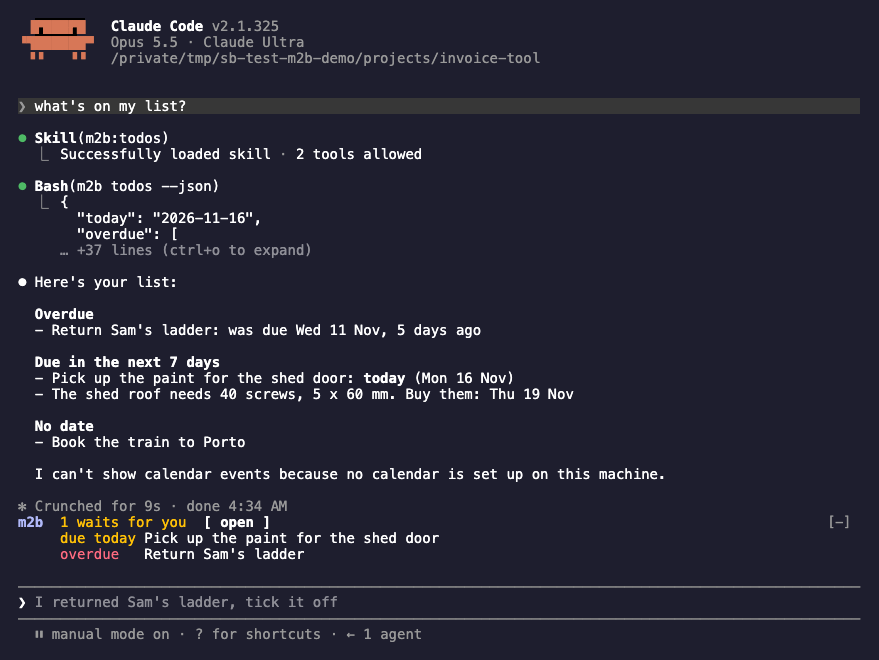 Claude Code v2.1.325
Opus 5.5 · Claude Ultra
/private/tmp/sb-test-m2b-demo/projects/invoice-tool
❯ what's on my list?
● Skill(m2b:todos)
⎿ Successfully loaded skill · 2 tools allowed
● Bash(m2b todos --json)
⎿ {
"today": "2026-11-16",
"overdue": [
… +37 lines (ctrl+o to expand)
● Here's your list:
Overdue
- Return Sam's ladder: was due Wed 11 Nov, 5 days ago
Due in the next 7 days
- Pick up the paint for the shed door: today (Mon 16 Nov)
- The shed roof needs 40 screws, 5 x 60 mm. Buy them: Thu 19 Nov
No date
- Book the train to Porto
I can't show calendar events because no calendar is set up on this machine.
✻ Crunched for 9s · done 4:34 AM
m2b 1 waits for you [ open ] [−]
due today Pick up the paint for the shed door
overdue Return Sam's ladder
❯ I returned Sam's ladder, tick it off
⏸ manual mode on · ? for shortcuts · ← 1 agent